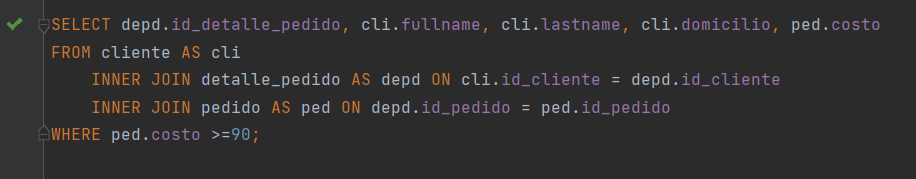 SELECT depd.id_detalle_pedido, cli.fullname, cli.lastname, cli.domicilio, ped.costo
FROM cliente AS cli
    INNER JOIN detalle_pedido AS depd ON cli.id_cliente = depd.id_cliente
    INNER JOIN pedido AS ped ON depd.id_pedido = ped.id_pedido
WHERE ped.costo >=90;